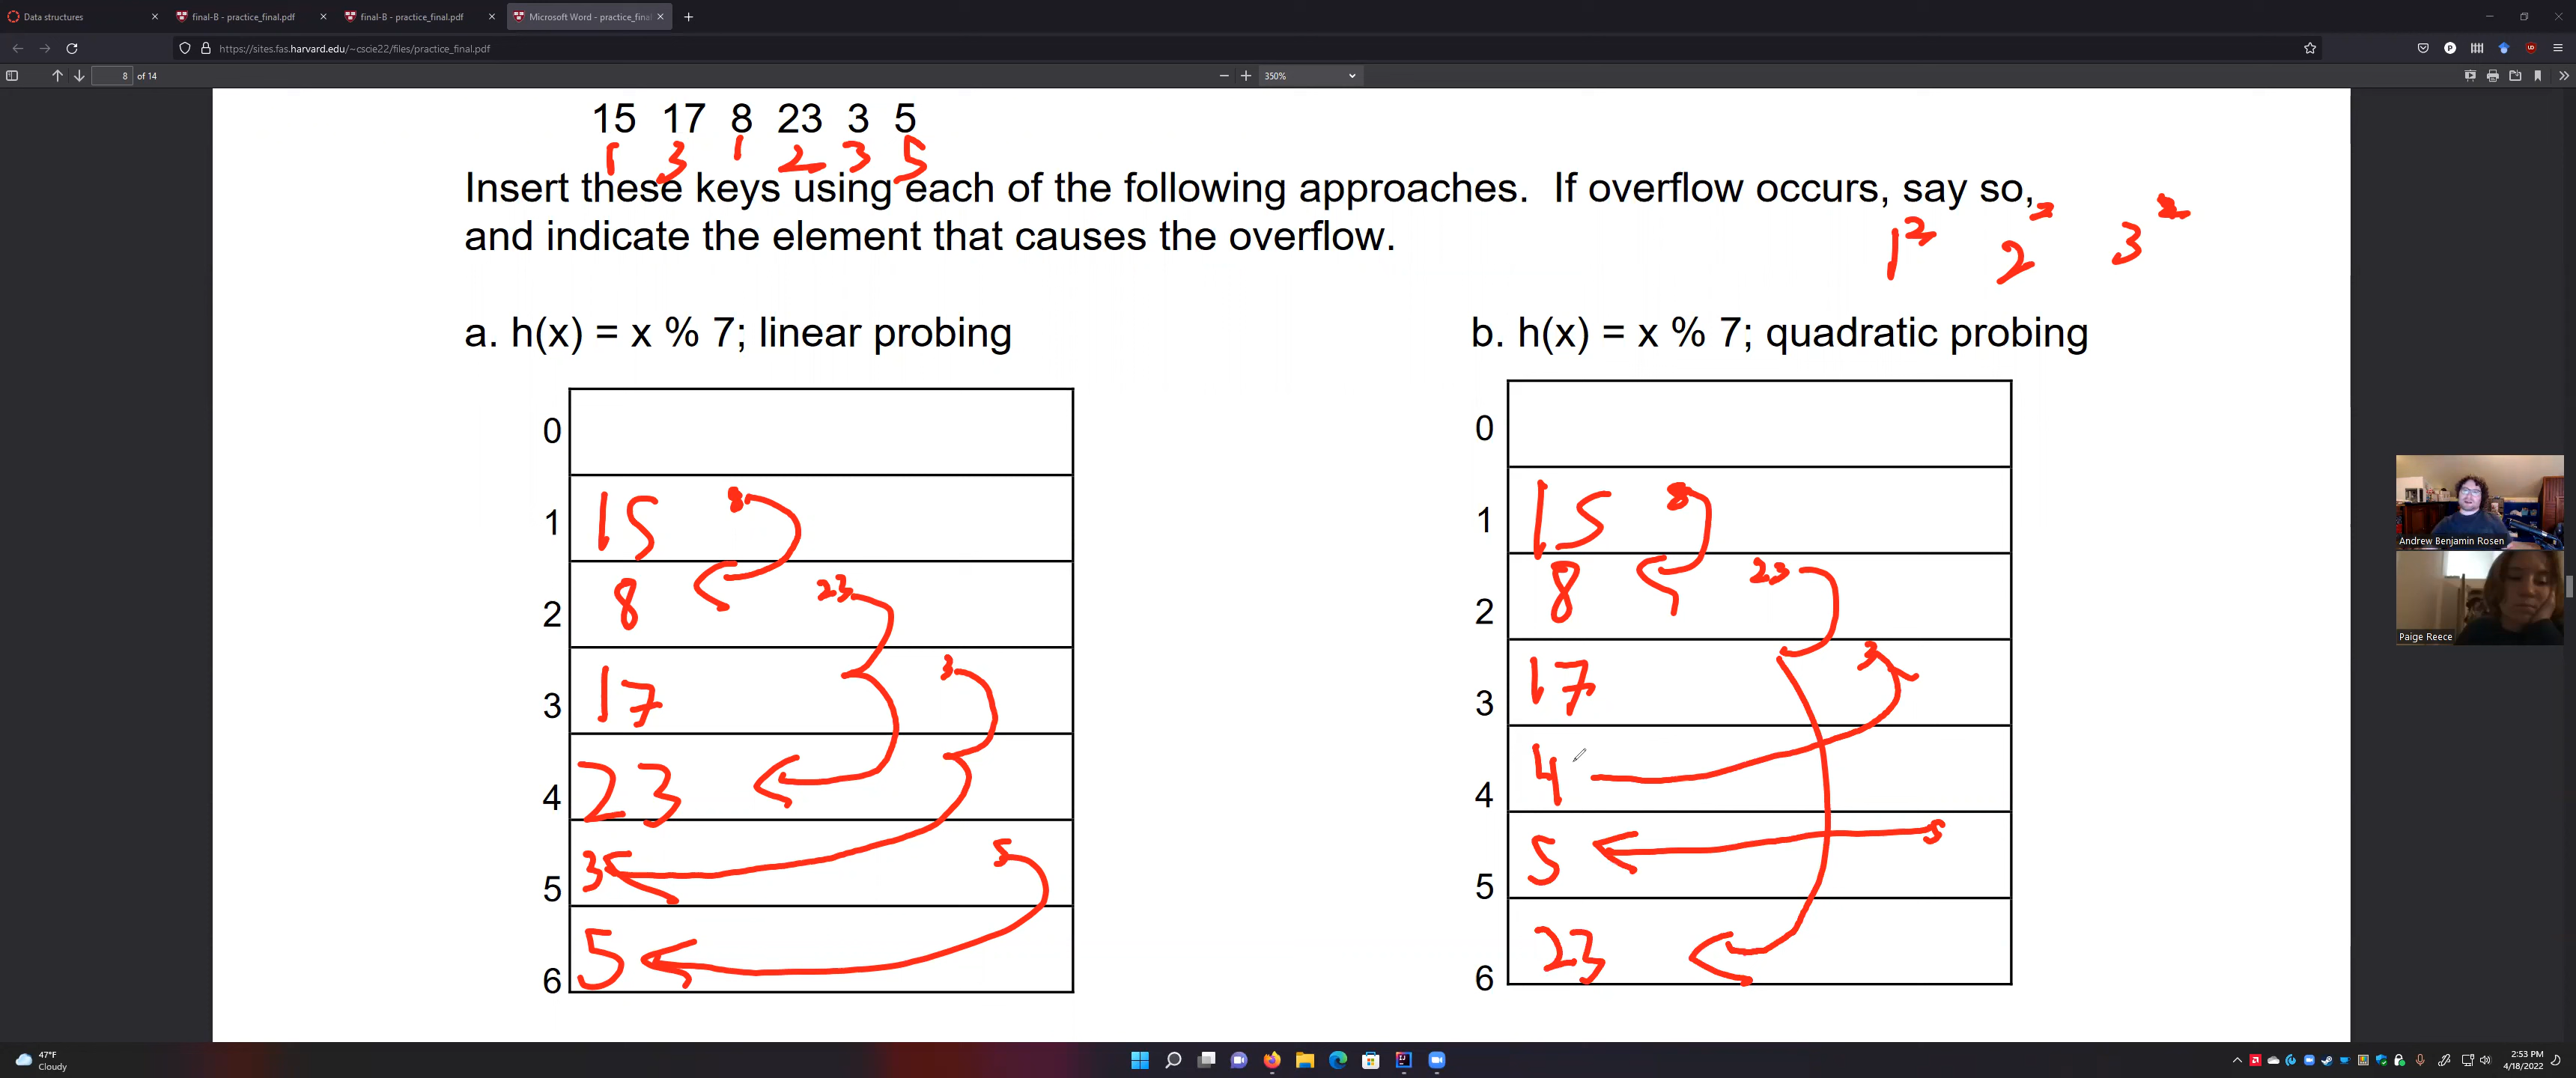 Data structures
final-B - practice_final.pdf
final-B - practice_final.pdf
Microsoft Word - practice_final
https://sites.fas.harvard.edu/~cscie22/files/practice_final.pdf
8 of 14
350%
15 17 8 23 3 5
1 3 1 2 3 5
Insert these keys using each of the following approaches. If overflow occurs, say so,
and indicate the element that causes the overflow.
1² 2² 3²
a. h(x) = x % 7; linear probing
0
1 15 8
2 8 23
3 17 3
4 23
5 3 5
6 5
b. h(x) = x % 7; quadratic probing
0
1 15 8
2 8 23
3 17 3
4 4
5 5 5
6 23
Andrew Benjamin Rosen
Paige Reece
47°F
Cloudy
2:53 PM
4/18/2022